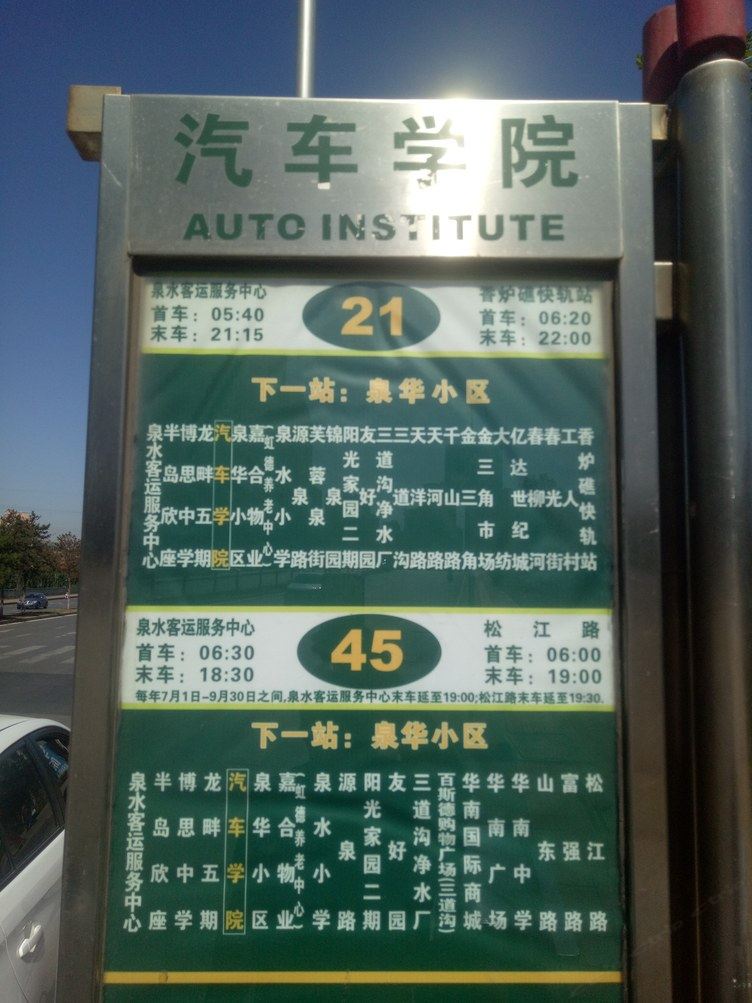 汽车学院
AUTO INSTITUTE
泉水客运服务中心
首车：05:40
末车：21:15
21
香炉礁快轨站
首车：06:20
末车：22:00
下一站：泉华小区
泉水客运服务中心
半岛欣座
博思中学
龙畔五期
汽车学院
泉华小区
嘉合物业
(虹德养老中心)
泉水小学
源泉路
芙蓉泉街
锦泉园
阳光家园二期
友好园
三道沟净水厂
三道沟
天洋路
天河路
千山路
金三角
金三角市场
大纺
亿达世纪城
春柳河
春光街
工人村
香炉礁快轨站
泉水客运服务中心
首车：06:30
末车：18:30
45
松江路
首车：06:00
末车：19:00
每年7月1日-9月30日之间,泉水客运服务中心末车延至19:00;松江路末车延至19:30.
下一站：泉华小区
泉水客运服务中心
半岛欣座
博思中学
龙畔五期
汽车学院
泉华小区
嘉合物业
(虹德养老中心)
泉水小学
源泉路
阳光家园二期
友好园
三道沟净水厂
百斯德购物广场(三道沟)
华南国际商城
华南广场
华南中学
山东路
富强路
松江路